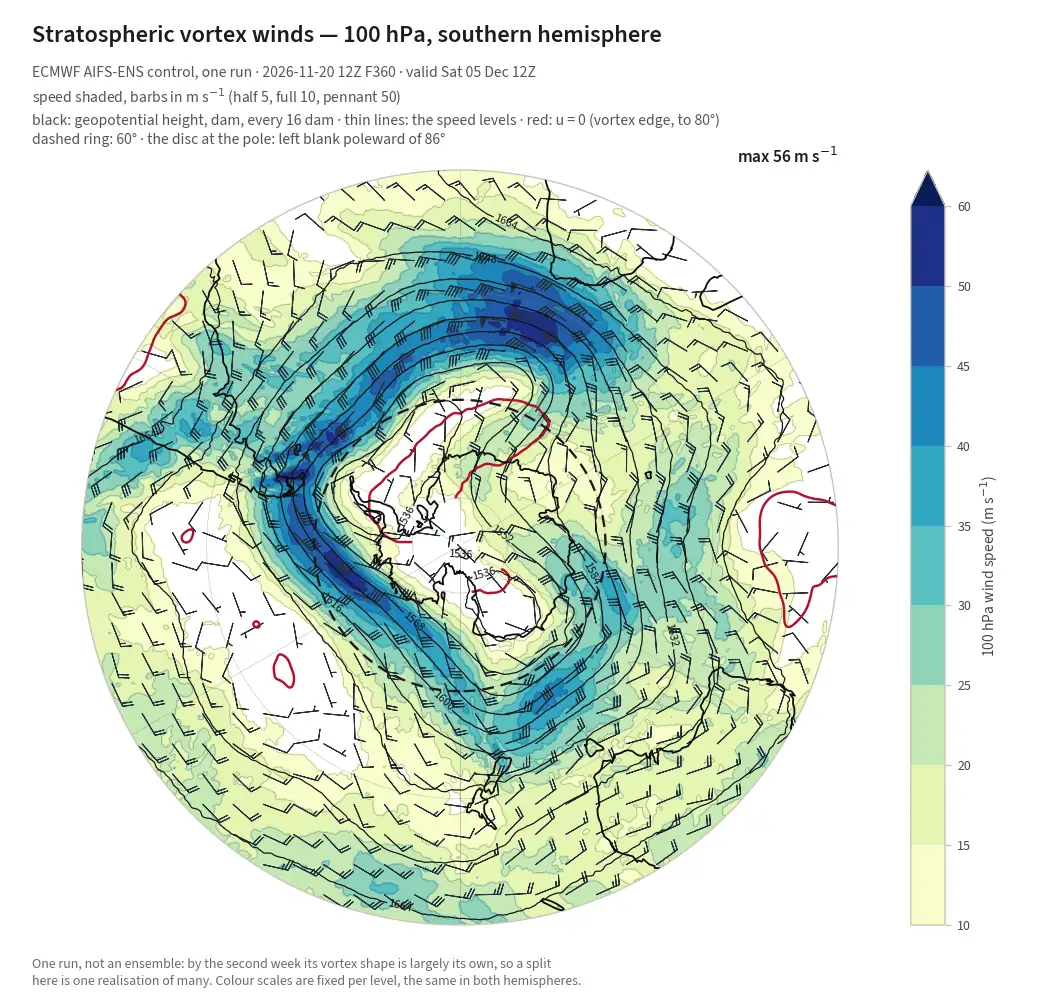 Stratospheric vortex winds — 100 hPa, southern hemisphere
ECMWF AIFS-ENS control, one run · 2026-11-20 12Z F360 · valid Sat 05 Dec 12Z
speed shaded, barbs in m s⁻¹ (half 5, full 10, pennant 50)
black: geopotential height, dam, every 16 dam · thin lines: the speed levels · red: u = 0 (vortex edge, to 80°)
dashed ring: 60° · the disc at the pole: left blank poleward of 86°
max 56 m s⁻¹
60
50
45
40
35
30
25
20
15
10
100 hPa wind speed (m s⁻¹)
1664
1648
1536
1536
1536
1584
1616
1568
1632
1600
1664
One run, not an ensemble: by the second week its vortex shape is largely its own, so a split
here is one realisation of many. Colour scales are fixed per level, the same in both hemispheres.